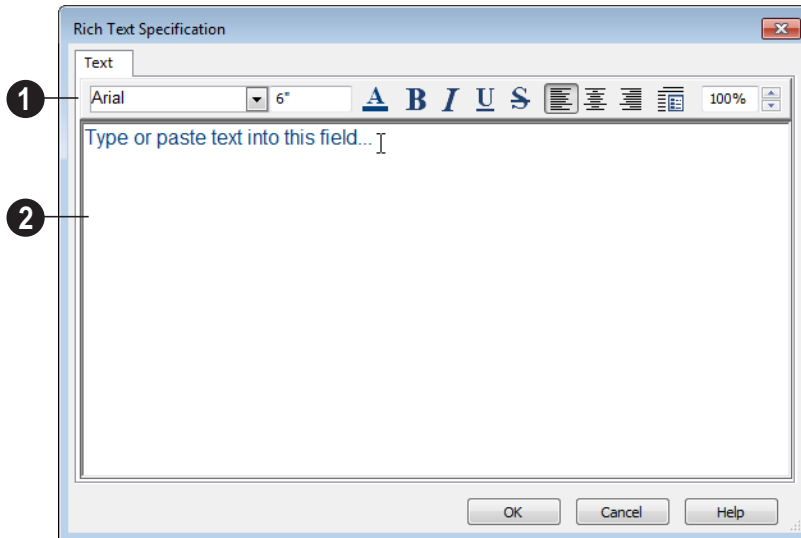 Rich Text Specification
Text
1
Arial 6" A B I U S 100%
Type or paste text into this field...
2
OK Cancel Help